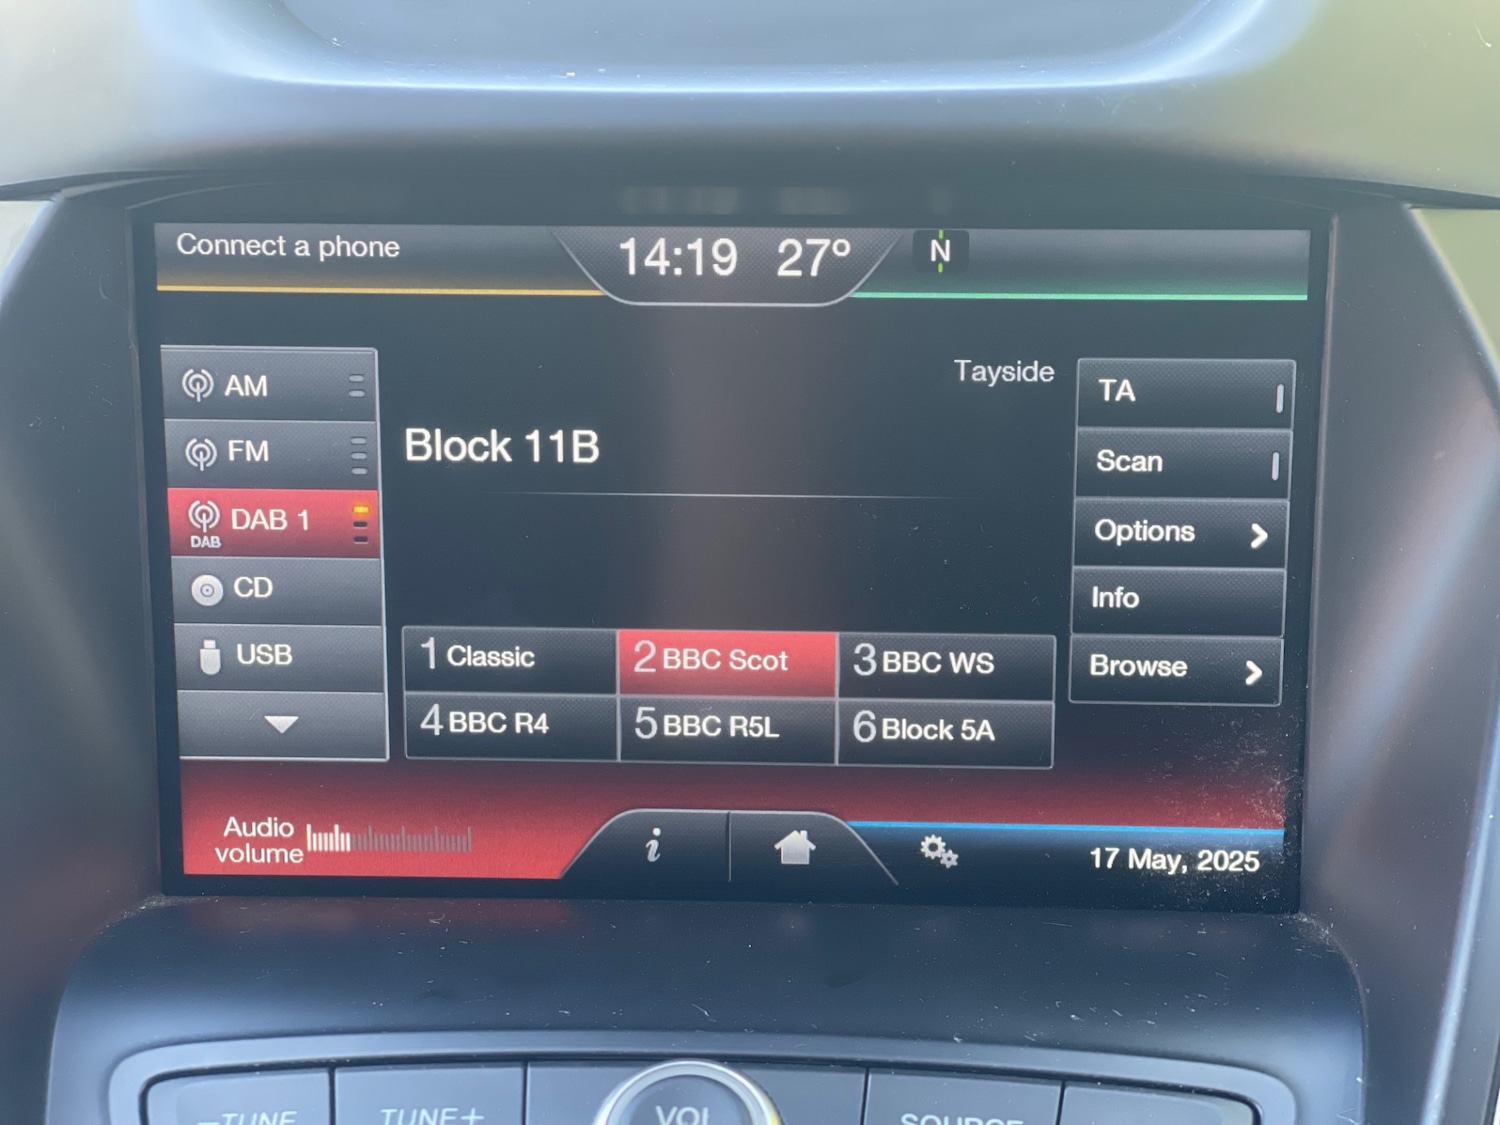 Connect a phone
14:19 27° N
Tayside
AM
FM
DAB 1
DAB
CD
USB
Block 11B
TA
Scan
Options
Info
Browse
1 Classic
2 BBC Scot
3 BBC WS
4 BBC R4
5 BBC R5L
6 Block 5A
Audio
volume
i
17 May, 2025
–TUNE
TUNE+
VOL
SOURCE